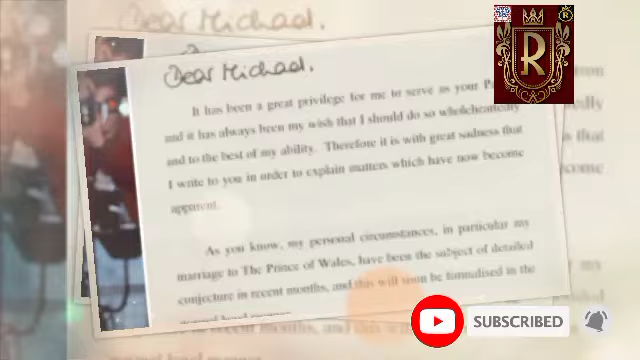 Dear Michael.
Dear Michael.
It has been a great privilege for me to serve as your
and it has always been my wish that I should do so wholeheartedly
and to the best of my ability. Therefore it is with great sadness that
I write to you in order to explain matters which have now become
apparent.
As you know, my personal circumstances, in particular my
marriage to The Prince of Wales, have been the subject of detailed
conjecture in recent months, and this will soon be formalised in the
R
®
SUBSCRIBED